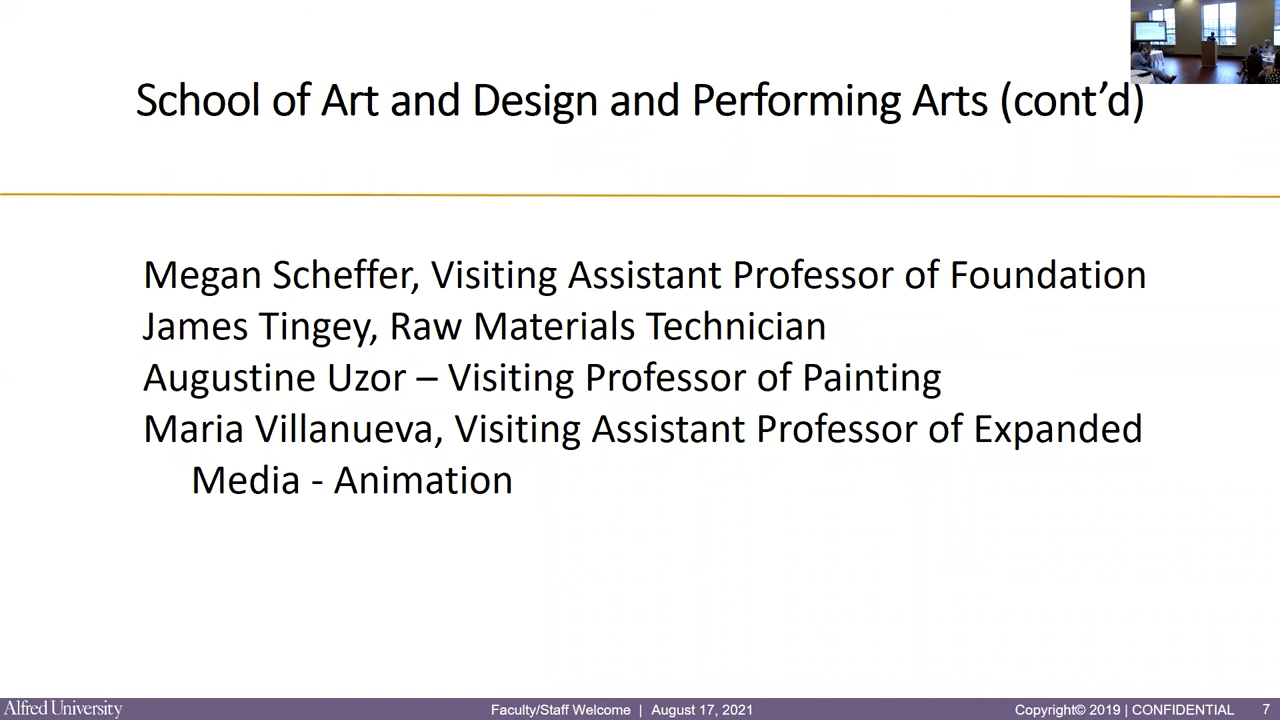 School of Art and Design and Performing Arts (cont’d)
Megan Scheffer, Visiting Assistant Professor of Foundation
James Tingey, Raw Materials Technician
Augustine Uzor – Visiting Professor of Painting
Maria Villanueva, Visiting Assistant Professor of Expanded
Media - Animation
Alfred University
Faculty/Staff Welcome | August 17, 2021
Copyright© 2019 | CONFIDENTIAL
7